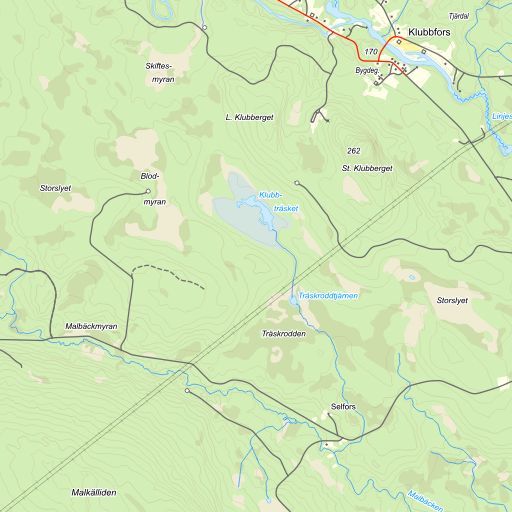 Tjärdal
Klubbfors
170
Bygdeg.
Skiftes-
myran
L. Klubberget
262
St. Klubberget
Blod-
myran
Storslyet
Klubb-
träsket
Träskroddtjärnen
Storslyet
Malbäckmyran
Träskrodden
Selfors
Malkälliden
Malbäcken